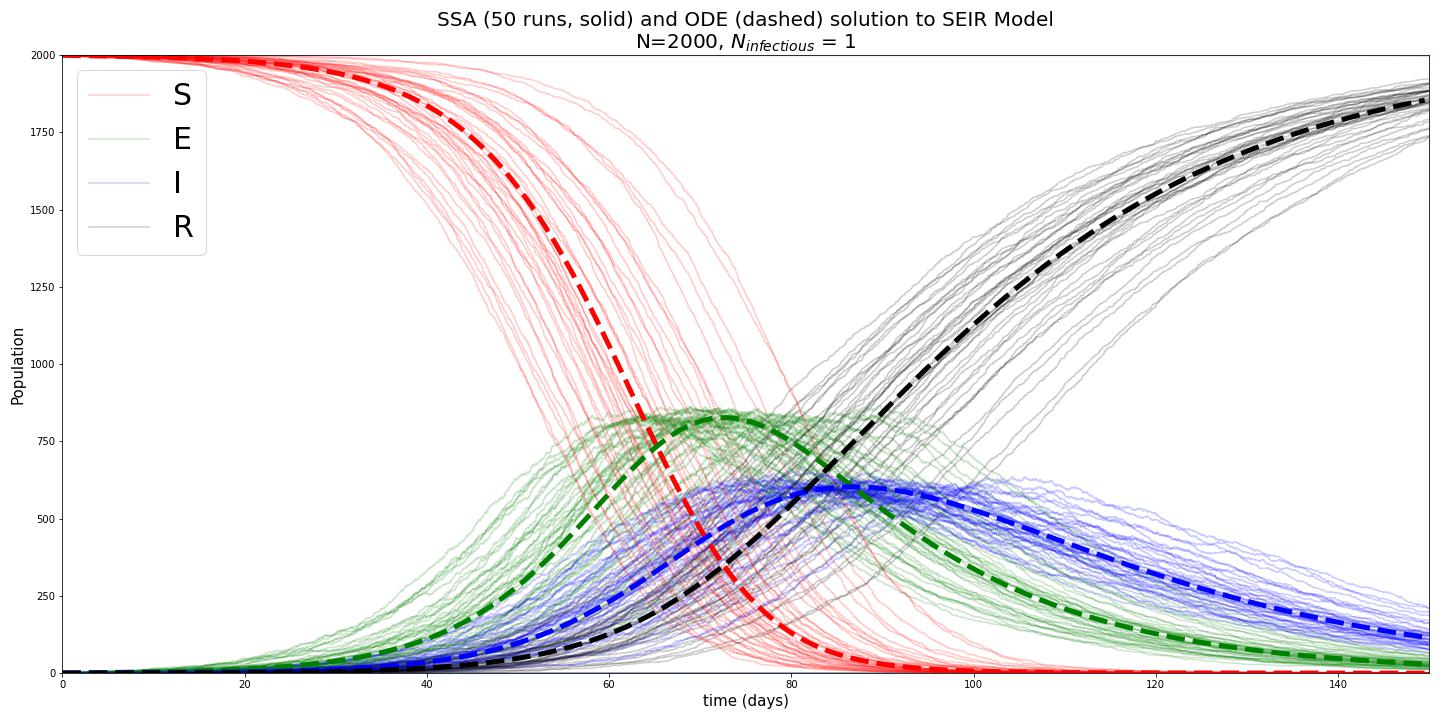 SSA (50 runs, solid) and ODE (dashed) solution to SEIR Model
N=2000, N_infectious = 1
S
E
I
R
Population
2000
1750
1500
1250
1000
750
500
250
0
0 20 40 60 80 100 120 140
time (days)